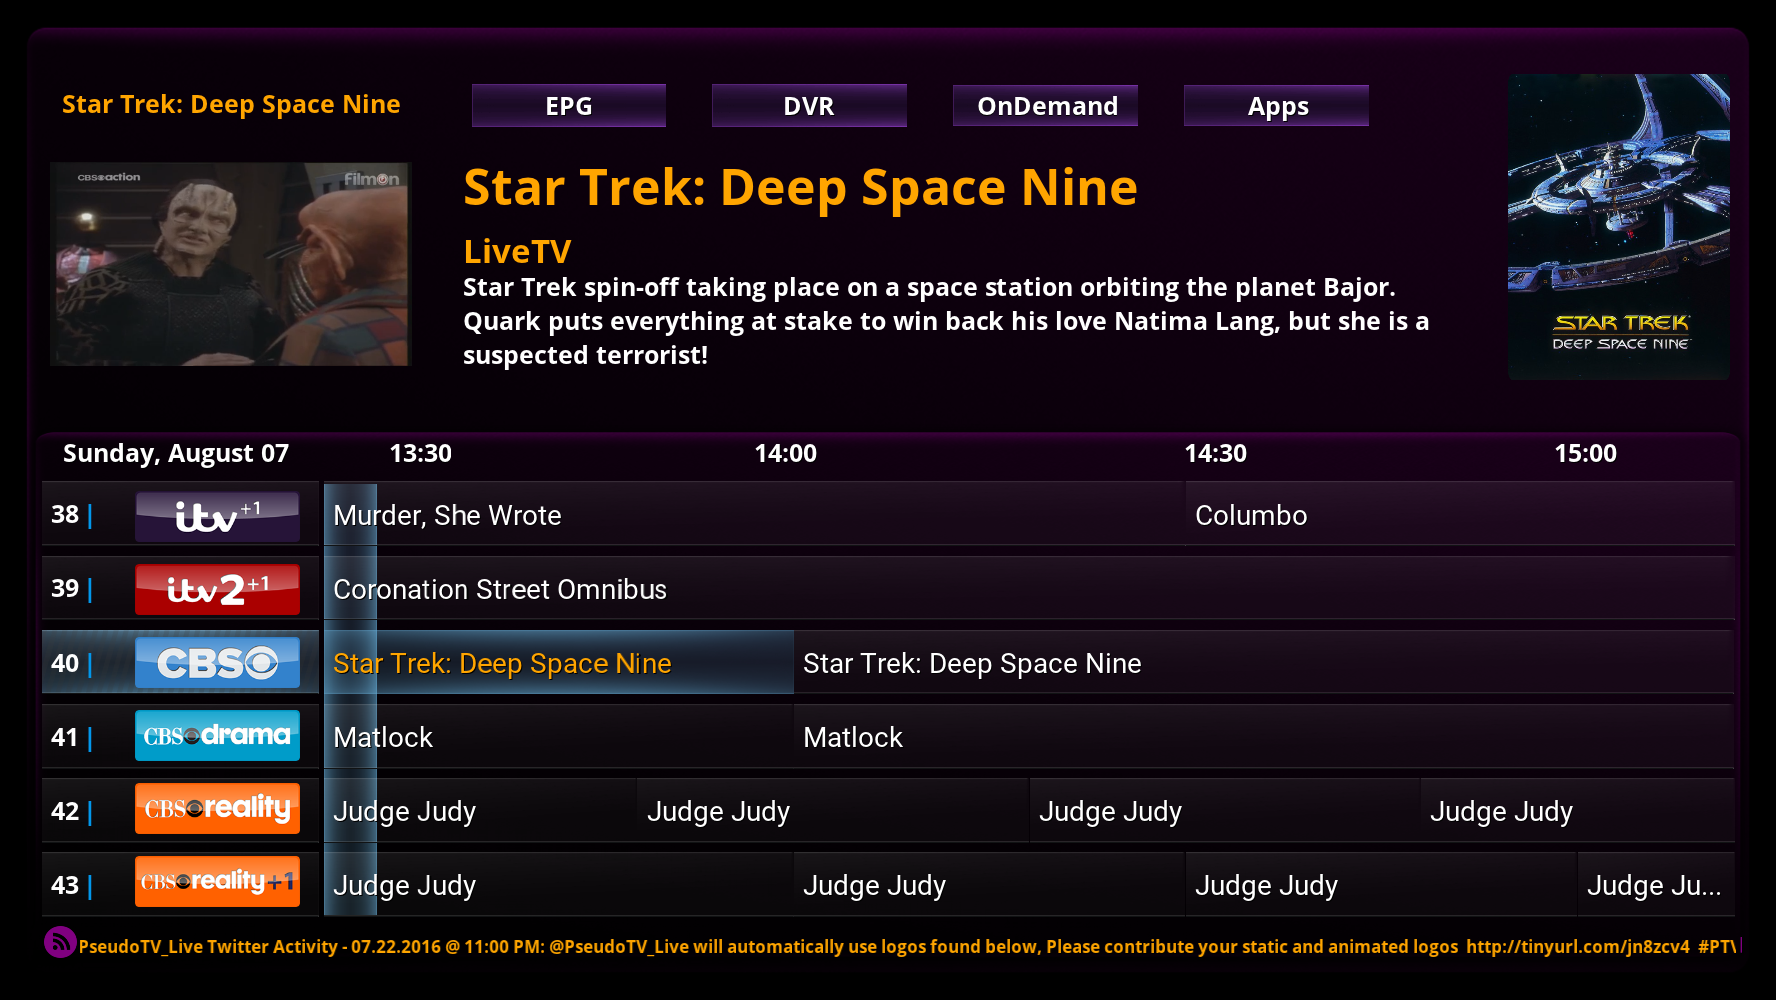 Star Trek: Deep Space Nine
EPG
DVR
OnDemand
Apps
CBS action
filmon
Star Trek: Deep Space Nine
LiveTV
Star Trek spin-off taking place on a space station orbiting the planet Bajor.
Quark puts everything at stake to win back his love Natima Lang, but she is a
suspected terrorist!
STAR TREK
DEEP SPACE NINE
Sunday, August 07
13:30
14:00
14:30
15:00
38 |
itv +1
Murder, She Wrote
Columbo
39 |
itv2 +1
Coronation Street Omnibus
40 |
CBS
Star Trek: Deep Space Nine
Star Trek: Deep Space Nine
41 |
CBS drama
Matlock
Matlock
42 |
CBS reality
Judge Judy
Judge Judy
Judge Judy
Judge Judy
43 |
CBS reality +1
Judge Judy
Judge Judy
Judge Judy
Judge Ju...
PseudoTV_Live Twitter Activity - 07.22.2016 @ 11:00 PM: @PseudoTV_Live will automatically use logos found below, Please contribute your static and animated logos http://tinyurl.com/jn8zcv4 #PTV